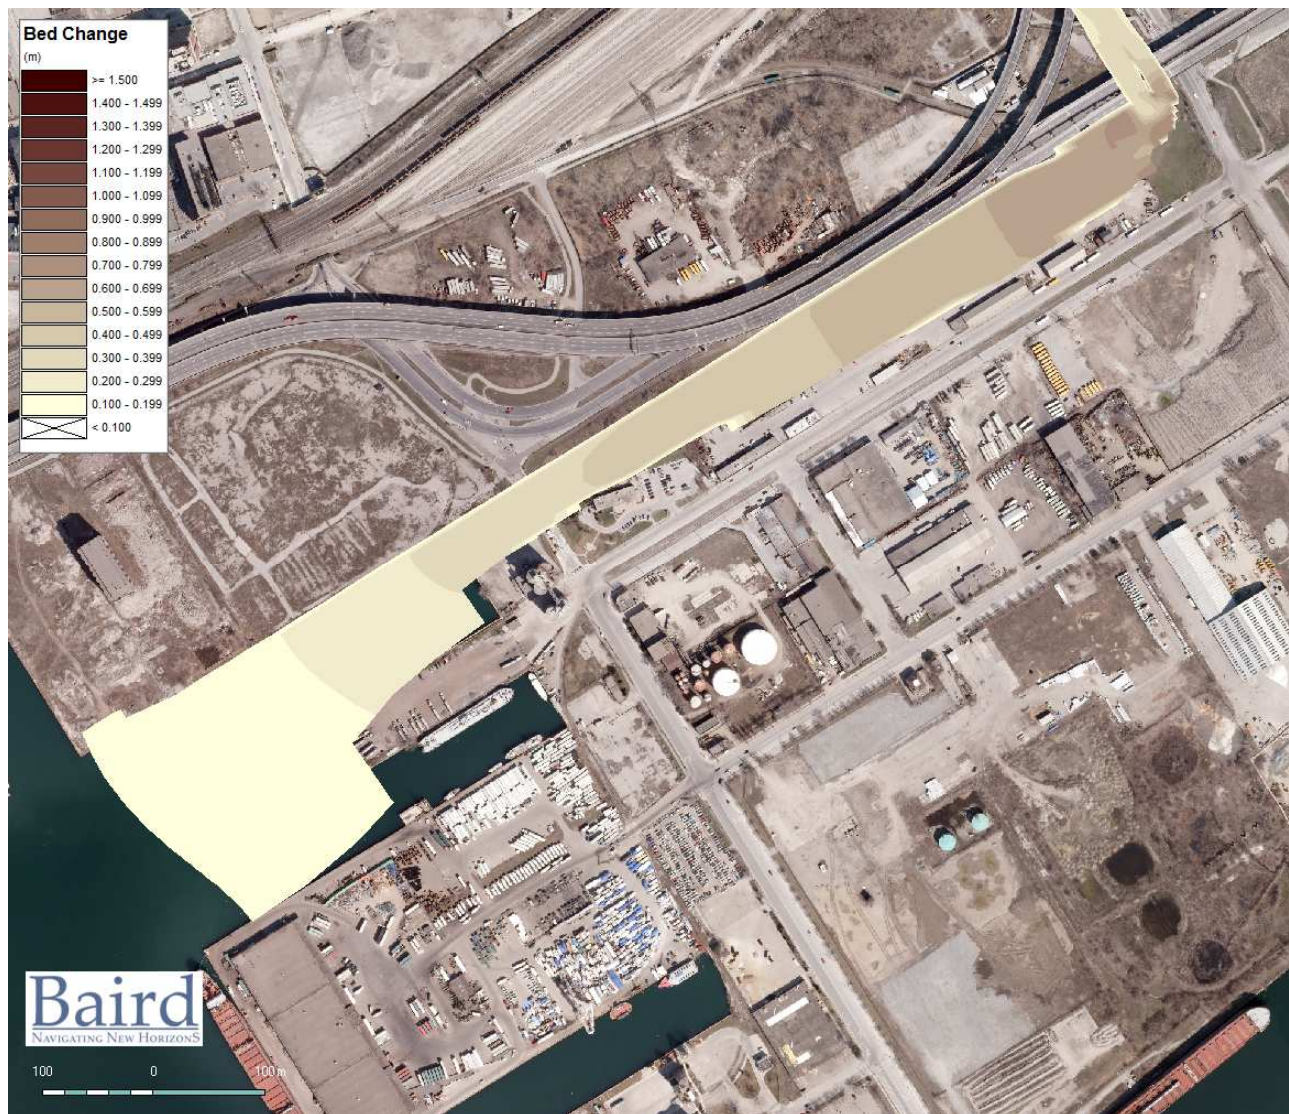 Bed Change
(m)
>= 1.500
1.400 - 1.499
1.300 - 1.399
1.200 - 1.299
1.100 - 1.199
1.000 - 1.099
0.900 - 0.999
0.800 - 0.899
0.700 - 0.799
0.600 - 0.699
0.500 - 0.599
0.400 - 0.499
0.300 - 0.399
0.200 - 0.299
0.100 - 0.199
< 0.100
Baird
NAVIGATING NEW HORIZONS
100 0 100 m